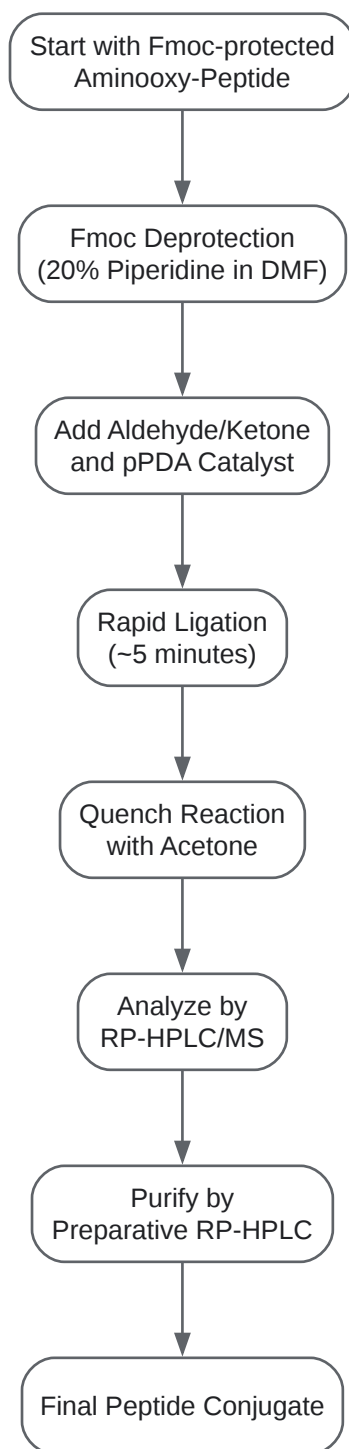 Start with Fmoc-protected
Aminooxy-Peptide
Fmoc Deprotection
(20% Piperidine in DMF)
Add Aldehyde/Ketone
and pPDA Catalyst
Rapid Ligation
(~5 minutes)
Quench Reaction
with Acetone
Analyze by
RP-HPLC/MS
Purify by
Preparative RP-HPLC
Final Peptide Conjugate